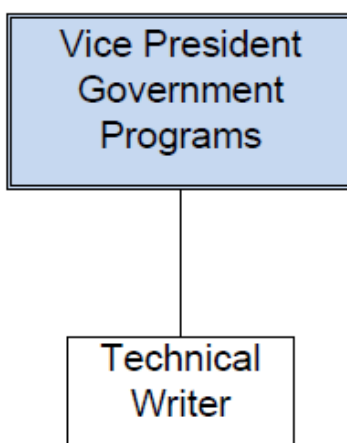 Vice President
Government
Programs
Technical
Writer